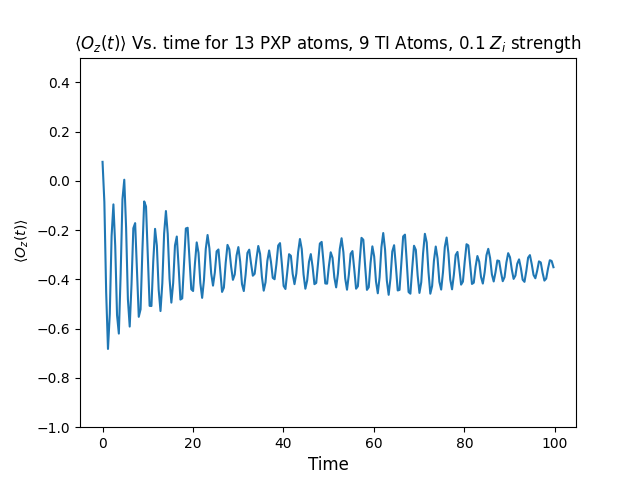 ⟨O_z(t)⟩ Vs. time for 13 PXP atoms, 9 TI Atoms, 0.1 Z_i strength
0.4
0.2
0.0
−0.2
−0.4
−0.6
−0.8
−1.0
⟨O_z(t)⟩
0 20 40 60 80 100
Time